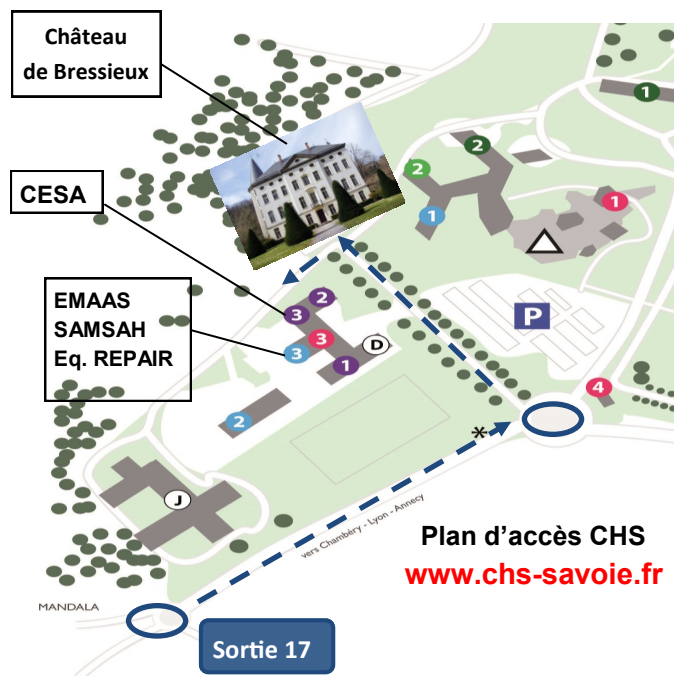 Château
de Bressieux
CESA
EMAAS
SAMSAH
Eq. REPAIR
1
2
2
1
1
P
4
2
3
3
3
D
1
2
J
*
vers Chambéry - Lyon - Annecy
Plan d'accès CHS
www.chs-savoie.fr
MANDALA
Sortie 17